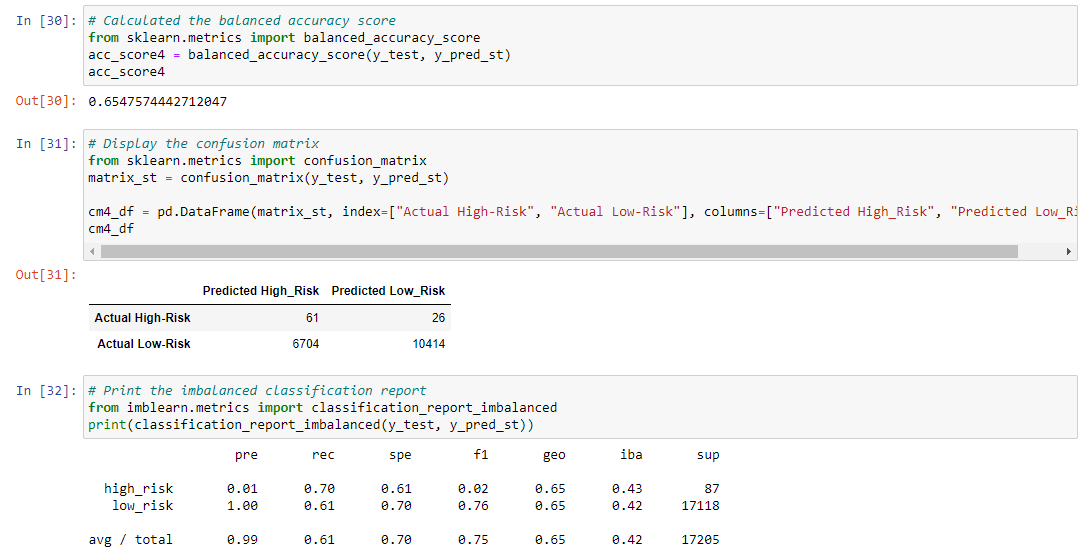 In [30]: # Calculated the balanced accuracy score
from sklearn.metrics import balanced_accuracy_score
acc_score4 = balanced_accuracy_score(y_test, y_pred_st)
acc_score4
Out[30]: 0.6547574442712047
In [31]: # Display the confusion matrix
from sklearn.metrics import confusion_matrix
matrix_st = confusion_matrix(y_test, y_pred_st)
cm4_df = pd.DataFrame(matrix_st, index=["Actual High-Risk", "Actual Low-Risk"], columns=["Predicted High_Risk", "Predicted Low_Ri
cm4_df
Out[31]:
Predicted High_Risk Predicted Low_Risk
Actual High-Risk 61 26
Actual Low-Risk 6704 10414
In [32]: # Print the imbalanced classification report
from imblearn.metrics import classification_report_imbalanced
print(classification_report_imbalanced(y_test, y_pred_st))
pre rec spe f1 geo iba sup
high_risk 0.01 0.70 0.61 0.02 0.65 0.43 87
low_risk 1.00 0.61 0.70 0.76 0.65 0.42 17118
avg / total 0.99 0.61 0.70 0.75 0.65 0.42 17205